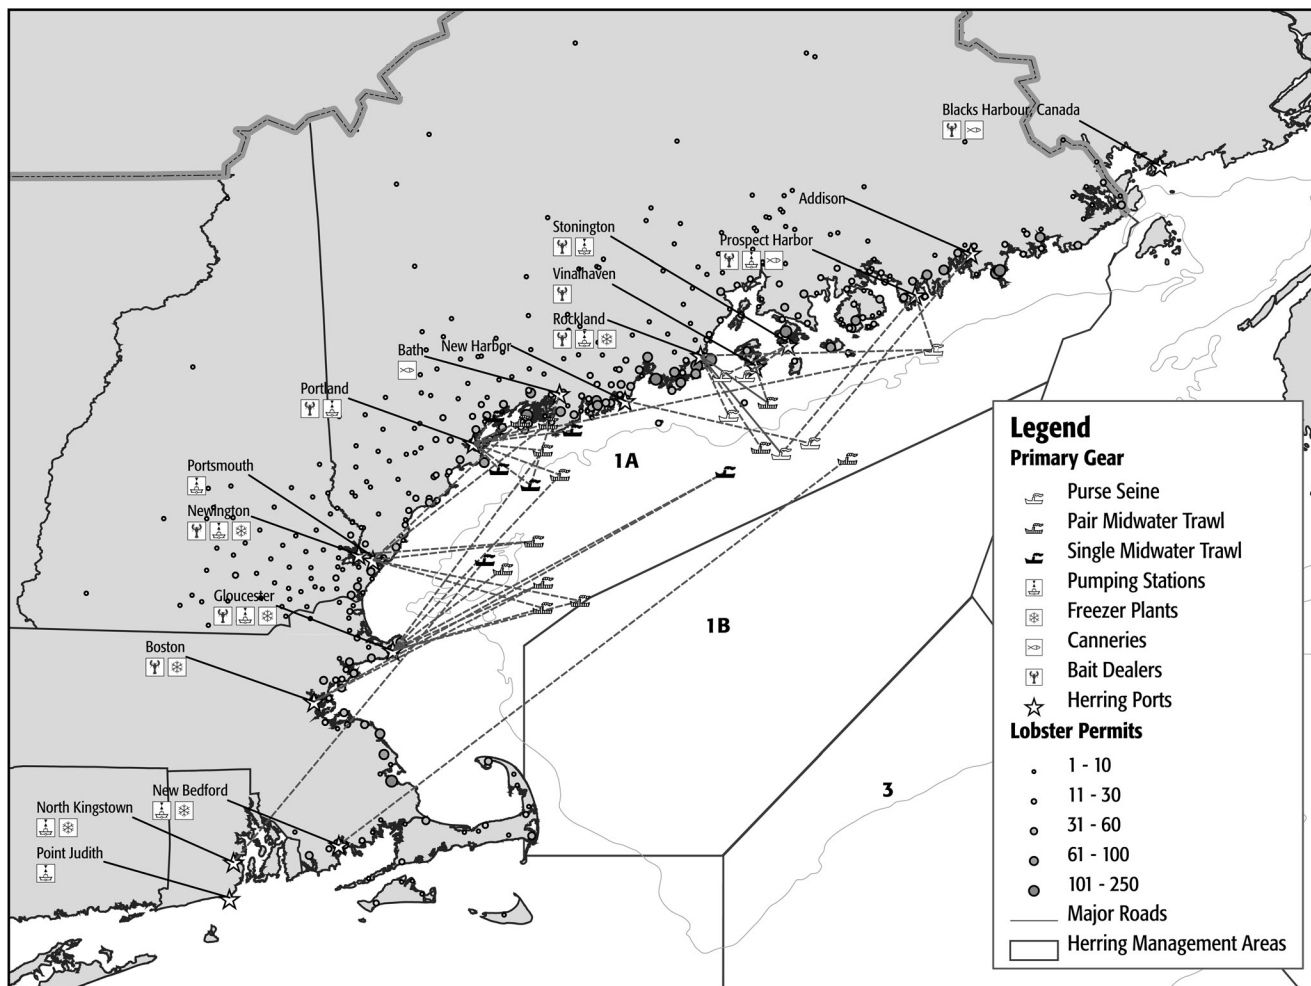 Blacks Harbour, Canada
Addison
Stonington
Prospect Harbor
Vinalhaven
Rockland
New Harbor
Bath
Portland
1A
Portsmouth
Newington
Gloucester
1B
Boston
3
New Bedford
North Kingstown
Point Judith
Legend
Primary Gear
Purse Seine
Pair Midwater Trawl
Single Midwater Trawl
Pumping Stations
Freezer Plants
Canneries
Bait Dealers
Herring Ports
Lobster Permits
1 - 10
11 - 30
31 - 60
61 - 100
101 - 250
Major Roads
Herring Management Areas